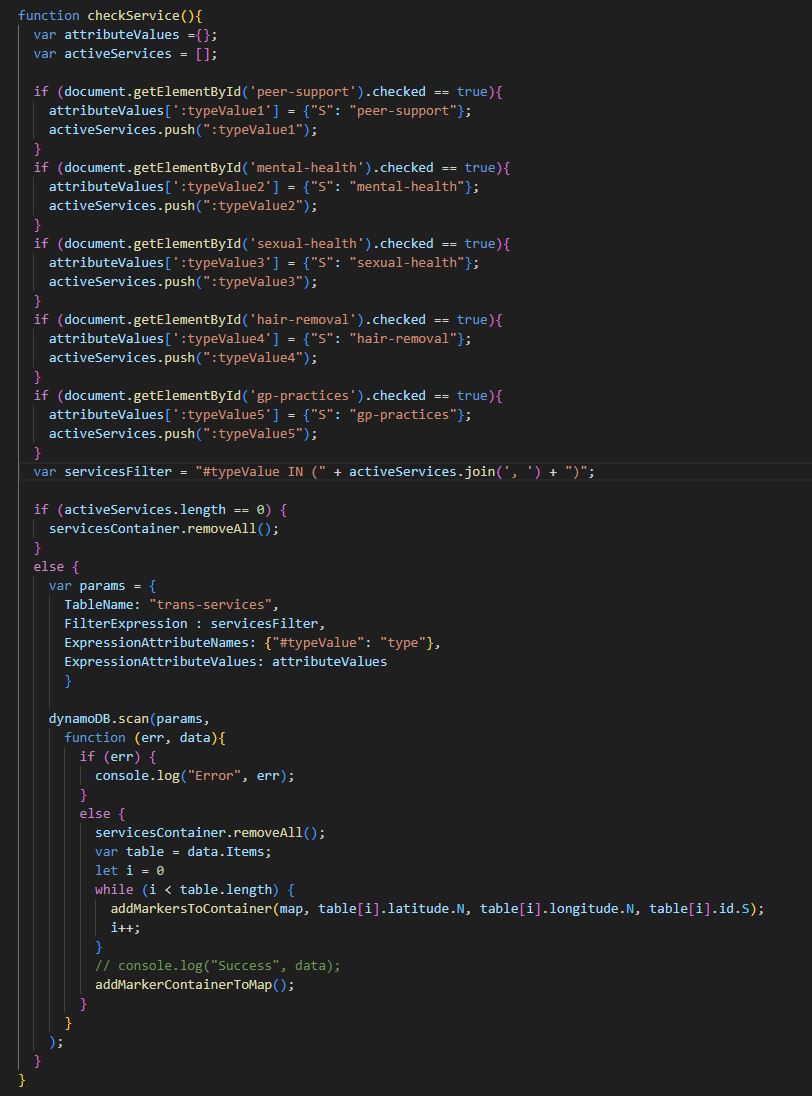 function checkService(){
var attributeValues ={};
var activeServices = [];
if (document.getElementById('peer-support').checked == true){
attributeValues[':typeValue1'] = {"S": "peer-support"};
activeServices.push(":typeValue1");
}
if (document.getElementById('mental-health').checked == true){
attributeValues[':typeValue2'] = {"S": "mental-health"};
activeServices.push(":typeValue2");
}
if (document.getElementById('sexual-health').checked == true){
attributeValues[':typeValue3'] = {"S": "sexual-health"};
activeServices.push(":typeValue3");
}
if (document.getElementById('hair-removal').checked == true){
attributeValues[':typeValue4'] = {"S": "hair-removal"};
activeServices.push(":typeValue4");
}
if (document.getElementById('gp-practices').checked == true){
attributeValues[':typeValue5'] = {"S": "gp-practices"};
activeServices.push(":typeValue5");
}
var servicesFilter = "#typeValue IN (" + activeServices.join(', ') + ")";
if (activeServices.length == 0) {
servicesContainer.removeAll();
}
else {
var params = {
TableName: "trans-services",
FilterExpression : servicesFilter,
ExpressionAttributeNames: {"#typeValue": "type"},
ExpressionAttributeValues: attributeValues
}
dynamoDB.scan(params,
function (err, data){
if (err) {
console.log("Error", err);
}
else {
servicesContainer.removeAll();
var table = data.Items;
let i = 0
while (i < table.length) {
addMarkersToContainer(map, table[i].latitude.N, table[i].longitude.N, table[i].id.S);
i++;
}
// console.log("Success", data);
addMarkerContainerToMap();
}
}
);
}
}